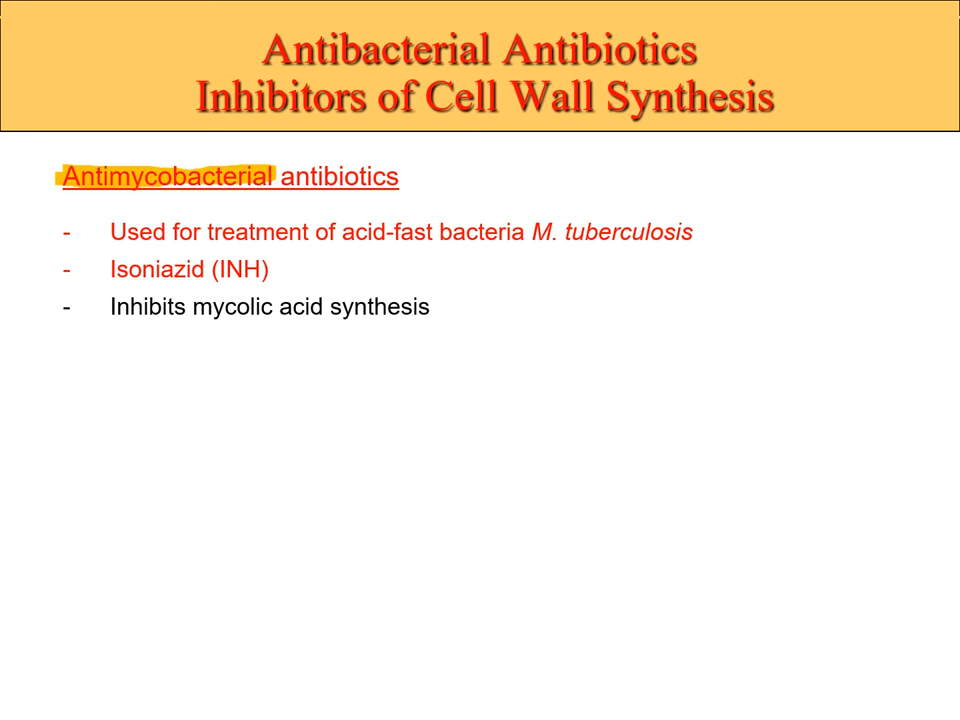 Antibacterial Antibiotics
Inhibitors of Cell Wall Synthesis
Antimycobacterial antibiotics
- Used for treatment of acid-fast bacteria M. tuberculosis
- Isoniazid (INH)
- Inhibits mycolic acid synthesis